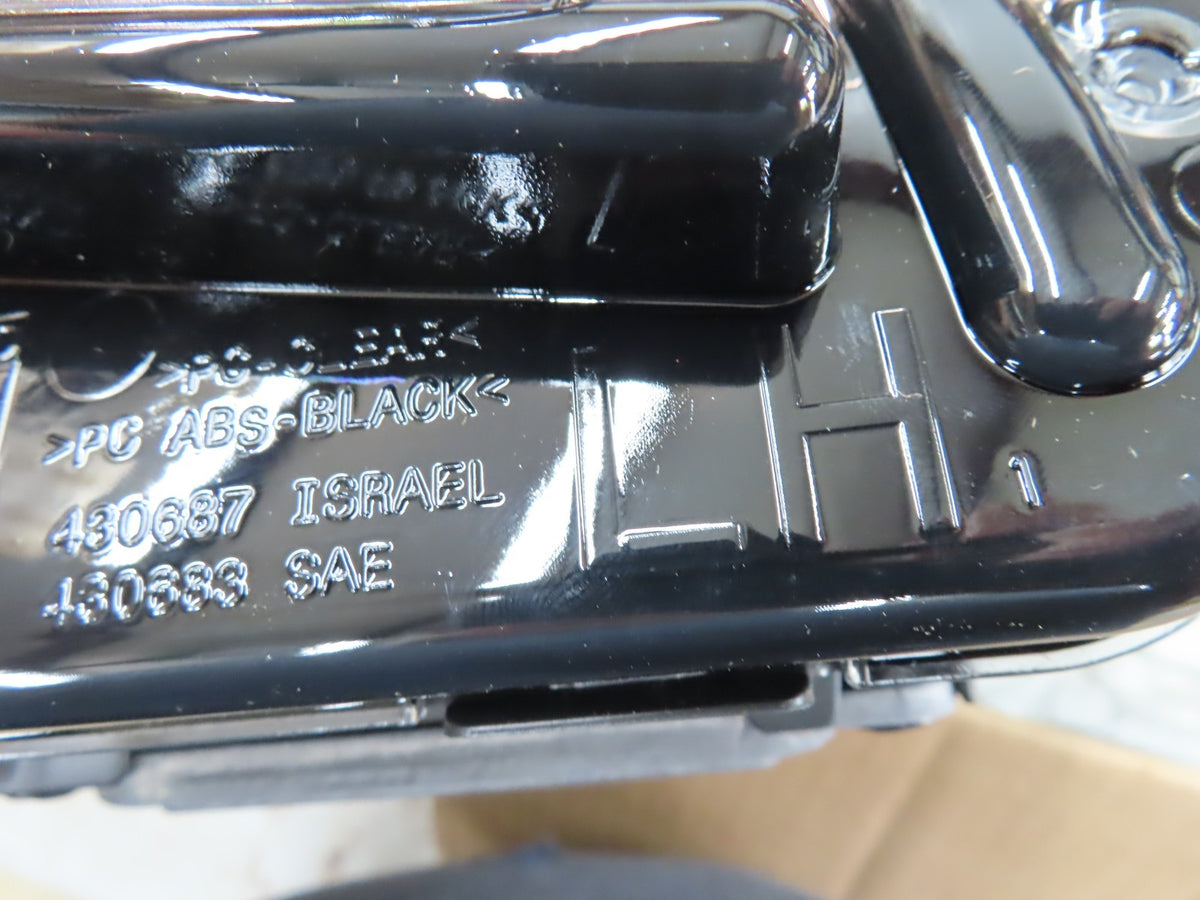 >PC-CLEAR<
>PC ABS-BLACK<
430687 ISRAEL
430683 SAE
LH
1